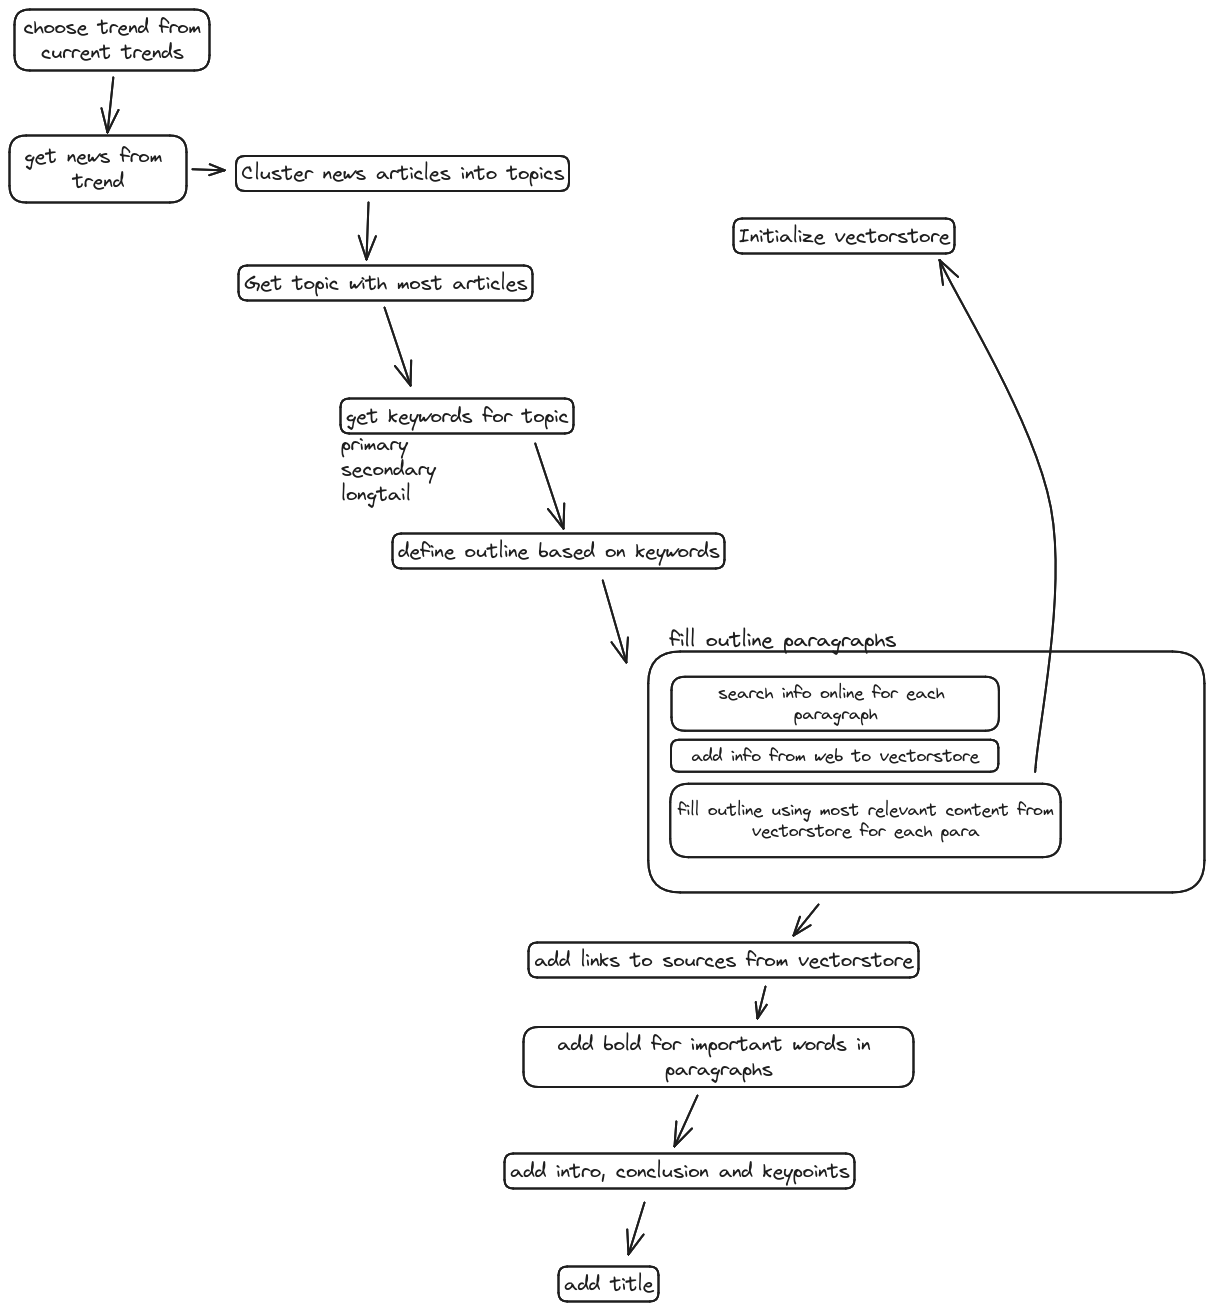 choose trend from
current trends
get news from
trend
Cluster news articles into topics
Initialize vectorstore
Get topic with most articles
get keywords for topic
primary
secondary
longtail
define outline based on keywords
fill outline paragraphs
search info online for each
paragraph
add info from web to vectorstore
fill outline using most relevant content from
vectorstore for each para
add links to sources from vectorstore
add bold for important words in
paragraphs
add intro, conclusion and keypoints
add title